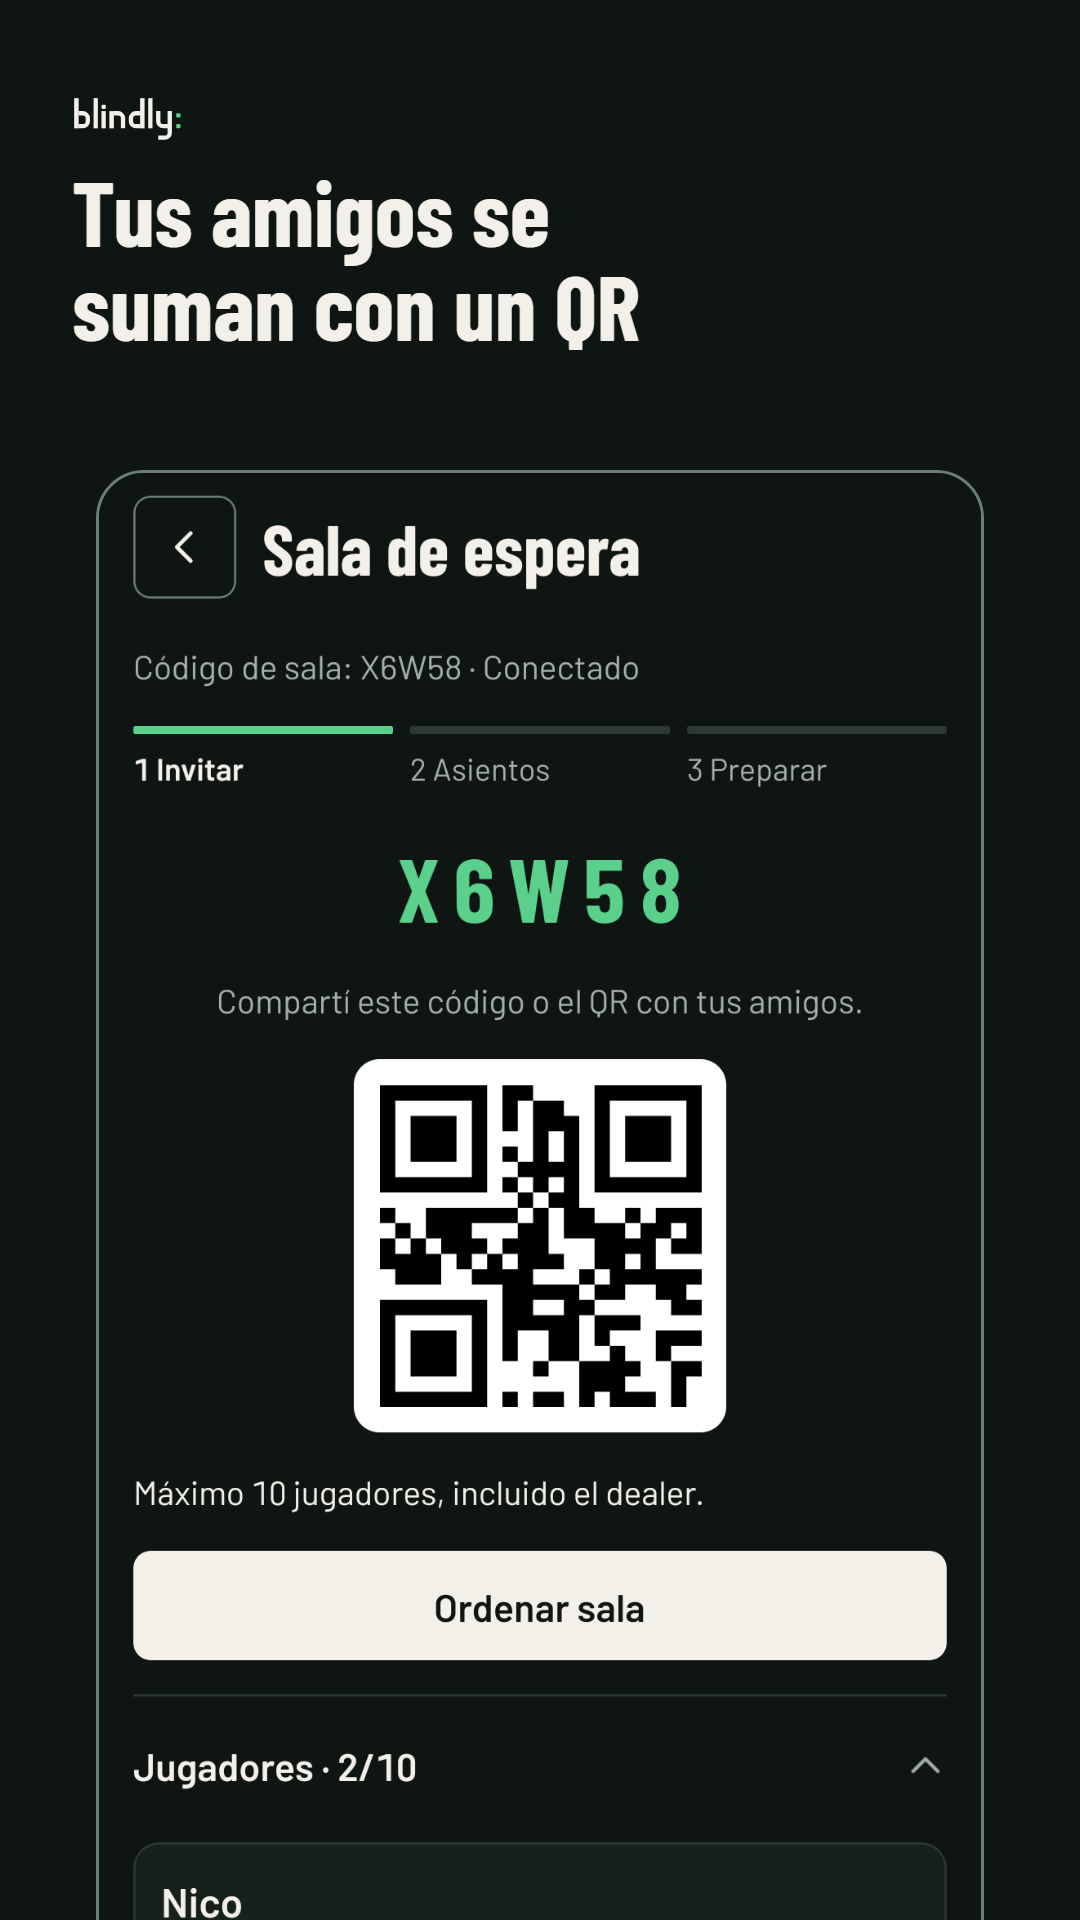 blindly:
Tus amigos se
suman con un QR
Sala de espera
Código de sala: X6W58 · Conectado
1 Invitar
2 Asientos
3 Preparar
X6W58
Compartí este código o el QR con tus amigos.
Máximo 10 jugadores, incluido el dealer.
Ordenar sala
Jugadores · 2/10
Nico